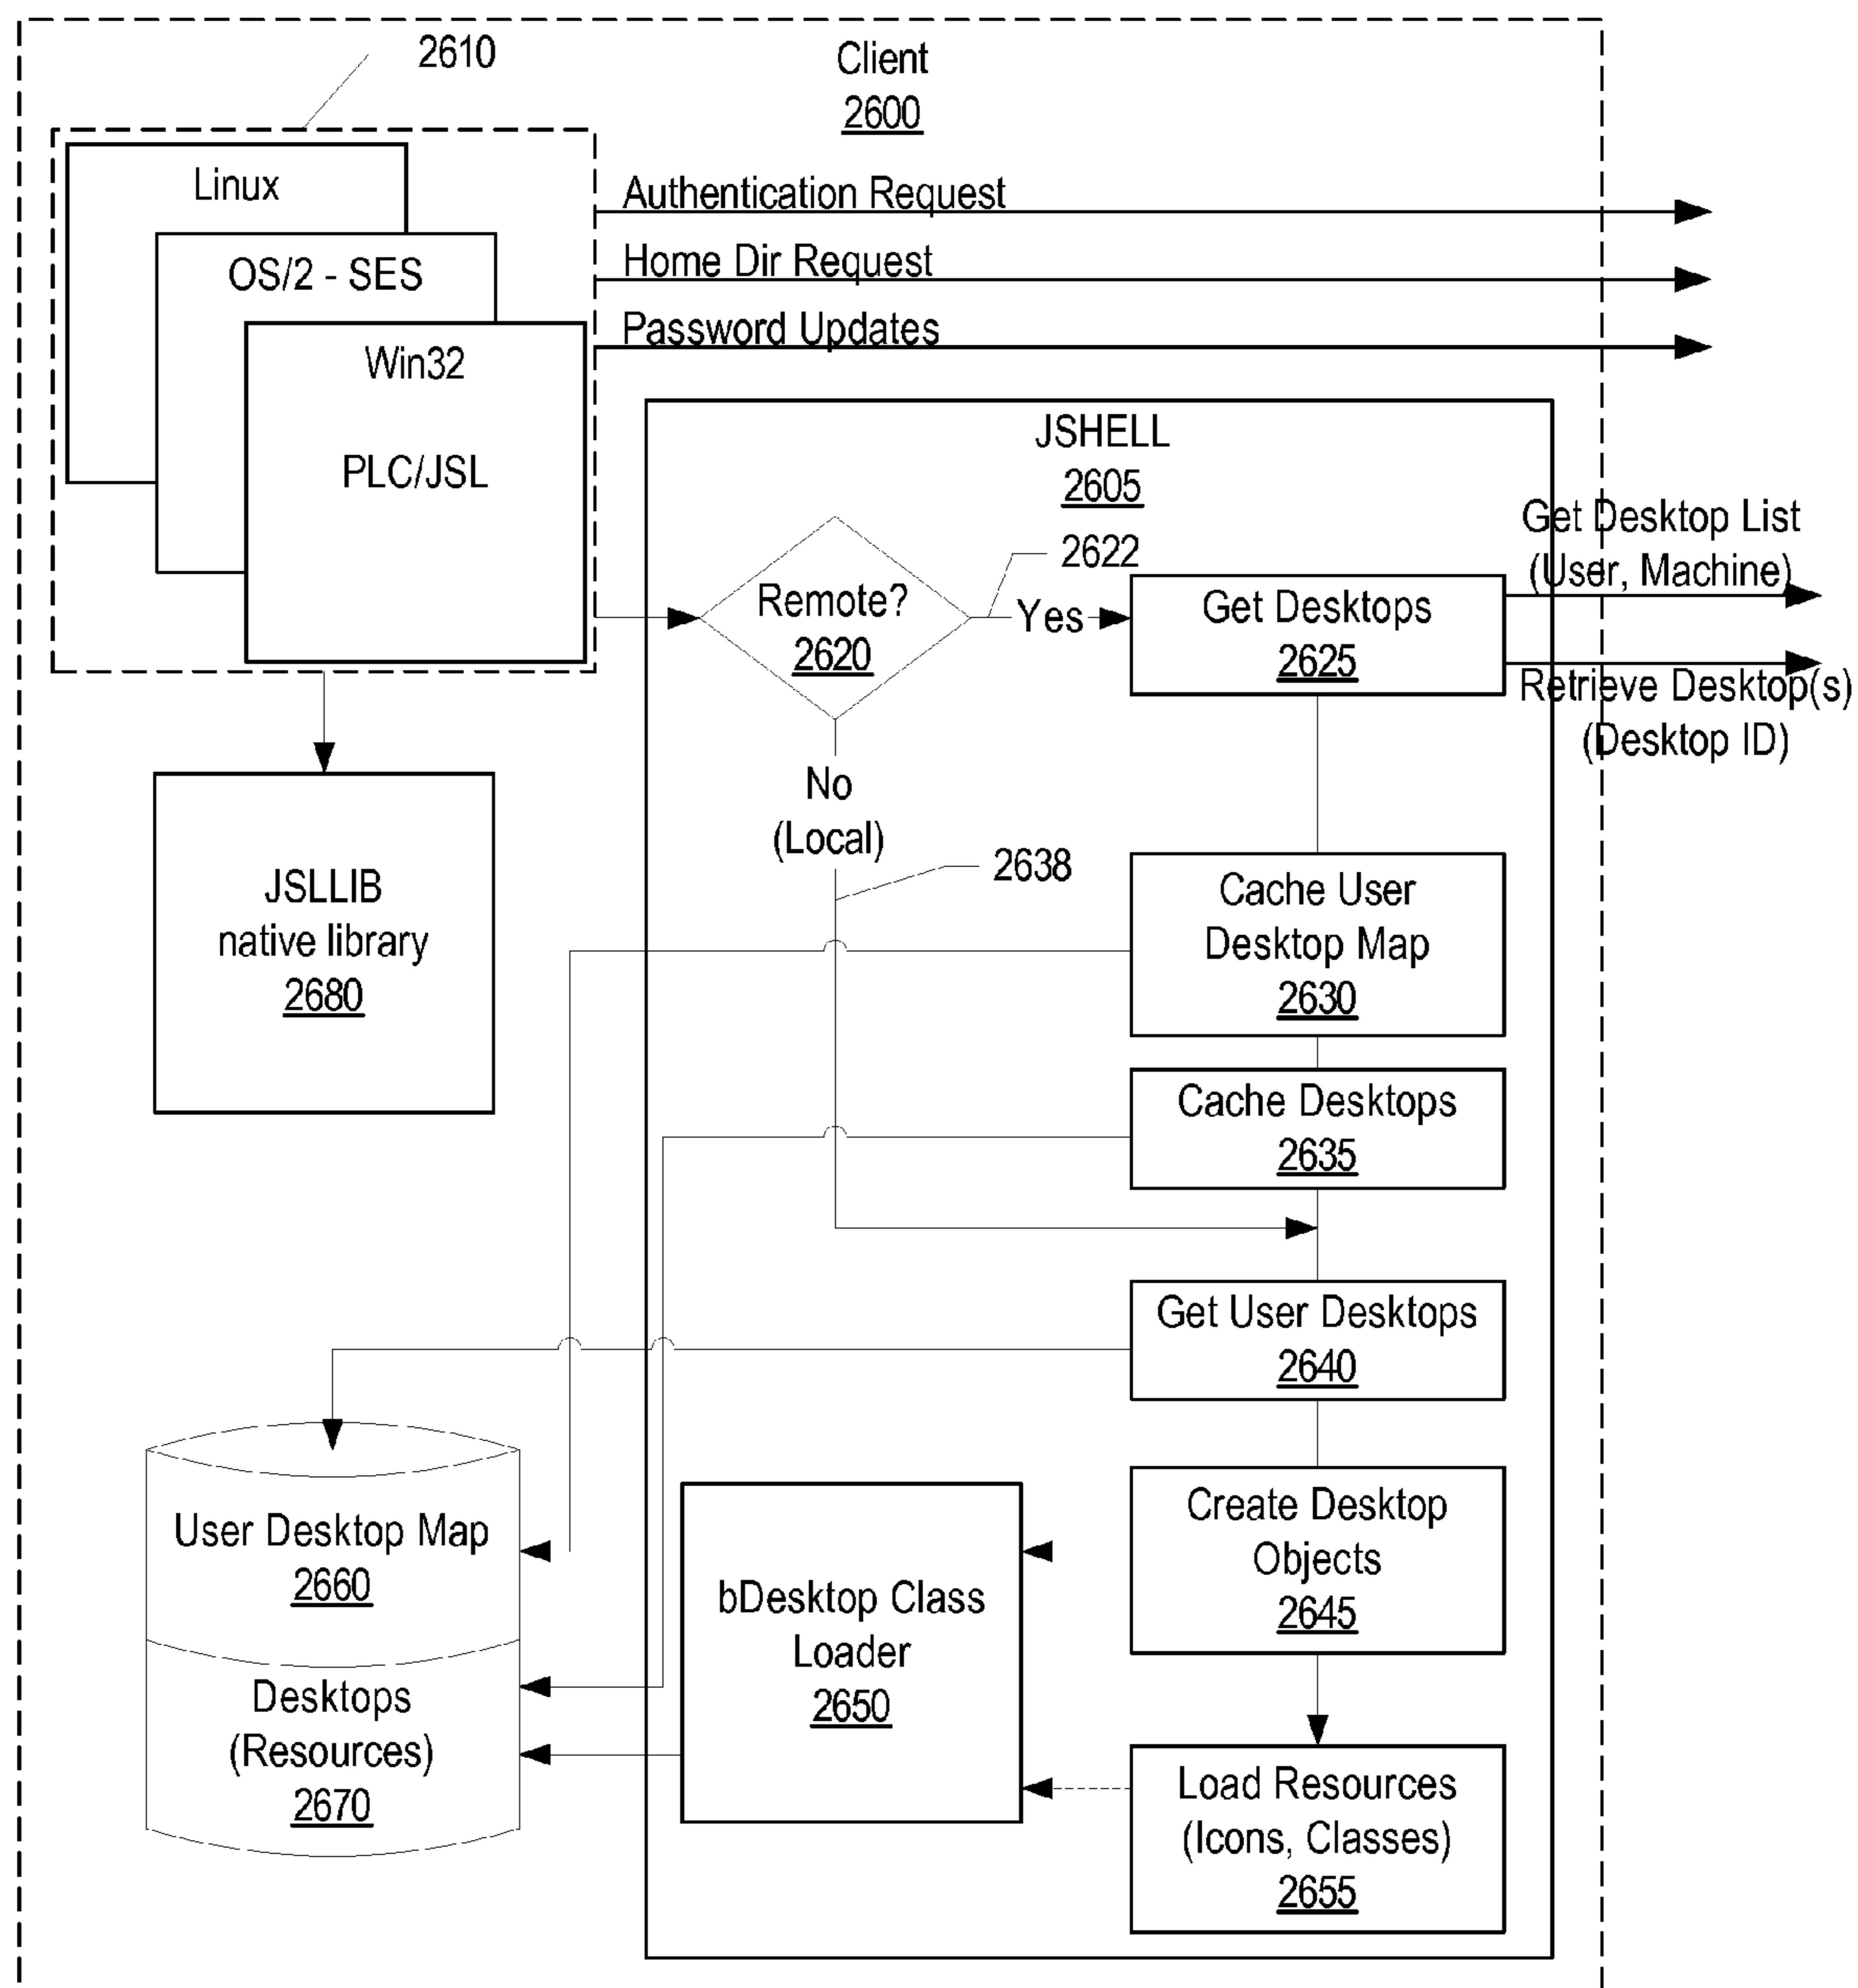 2610
Client
2600
Linux
OS/2 - SES
Win32
PLC/JSL
Authentication Request
Home Dir Request
Password Updates
JSHELL
2605
2622
Remote?
2620
Yes
Get Desktops
2625
Get Desktop List
(User, Machine)
Retrieve Desktop(s)
(Desktop ID)
No
(Local)
2638
JSLLIB
native library
2680
Cache User
Desktop Map
2630
Cache Desktops
2635
Get User Desktops
2640
User Desktop Map
2660
Desktops
(Resources)
2670
bDesktop Class
Loader
2650
Create Desktop
Objects
2645
Load Resources
(Icons, Classes)
2655